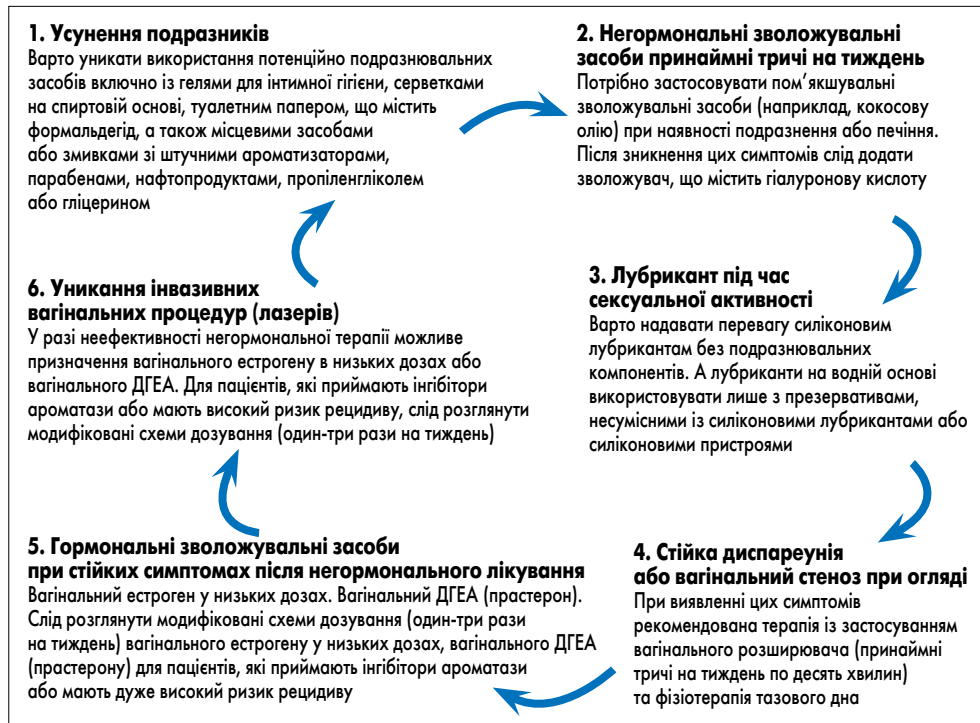 1. Усунення подразників
Варто уникати використання потенційно подразнювальних
засобів включно із гелями для інтимної гігієни, серветками
на спиртовій основі, туалетним папером, що містить
формальдегід, а також місцевими засобами
або змивками зі штучними ароматизаторами,
парабенами, нафтопродуктами, пропіленгліколем
або гліцерином
2. Негормональні зволожувальні
засоби принаймні тричі на тиждень
Потрібно застосовувати пом’якшувальні
зволожувальні засоби (наприклад, кокосову
олію) при наявності подразнення або печіння.
Після зникнення цих симптомів слід додати
зволожувач, що містить гіалуронову кислоту
3. Лубрикант під час
сексуальної активності
Варто надавати перевагу силіконовим
лубрикантам без подразнювальних
компонентів. А лубриканти на водній основі
використовувати лише з презервативами,
несумісними із силіконовими лубрикантами або
силіконовими пристроями
4. Стійка диспареунія
або вагінальний стеноз при огляді
При виявленні цих симптомів
рекомендована терапія із застосуванням
вагінального розширювача (принаймні
тричі на тиждень по десять хвилин)
та фізіотерапія тазового дна
5. Гормональні зволожувальні засоби
при стійких симптомах після негормонального лікування
Вагінальний естроген у низьких дозах. Вагінальний ДГЕА (прастерон).
Слід розглянути модифіковані схеми дозування (один-три рази
на тиждень) вагінального естрогену у низьких дозах, вагінального ДГЕА
(прастерону) для пацієнтів, які приймають інгібітори ароматази
або мають дуже високий ризик рецидиву
6. Уникання інвазивних
вагінальних процедур (лазерів)
У разі неефективності негормональної терапії можливе
призначення вагінального естрогену в низьких дозах або
вагінального ДГЕА. Для пацієнтів, які приймають інгібітори
ароматази або мають високий ризик рецидиву, слід розглянути
модифіковані схеми дозування (один-три рази на тиждень)